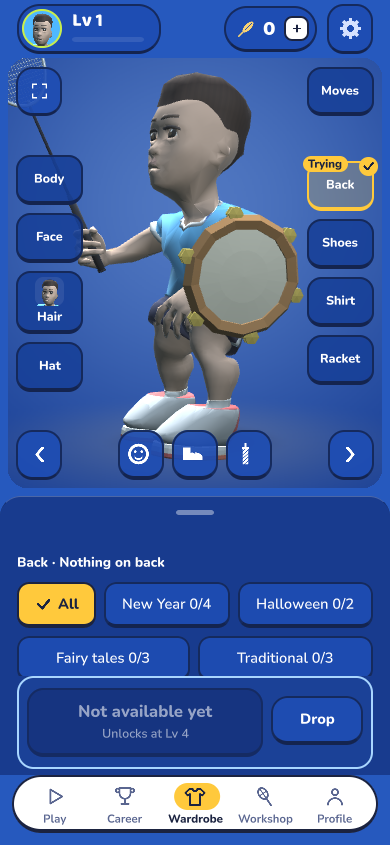 Lv 1
0
+
Moves
Trying
Back
Body
Face
Shoes
Hair
Shirt
Hat
Racket
Back · Nothing on back
All
New Year 0/4
Halloween 0/2
Fairy tales 0/3
Traditional 0/3
Not available yet
Unlocks at Lv 4
Drop
Play
Career
Wardrobe
Workshop
Profile